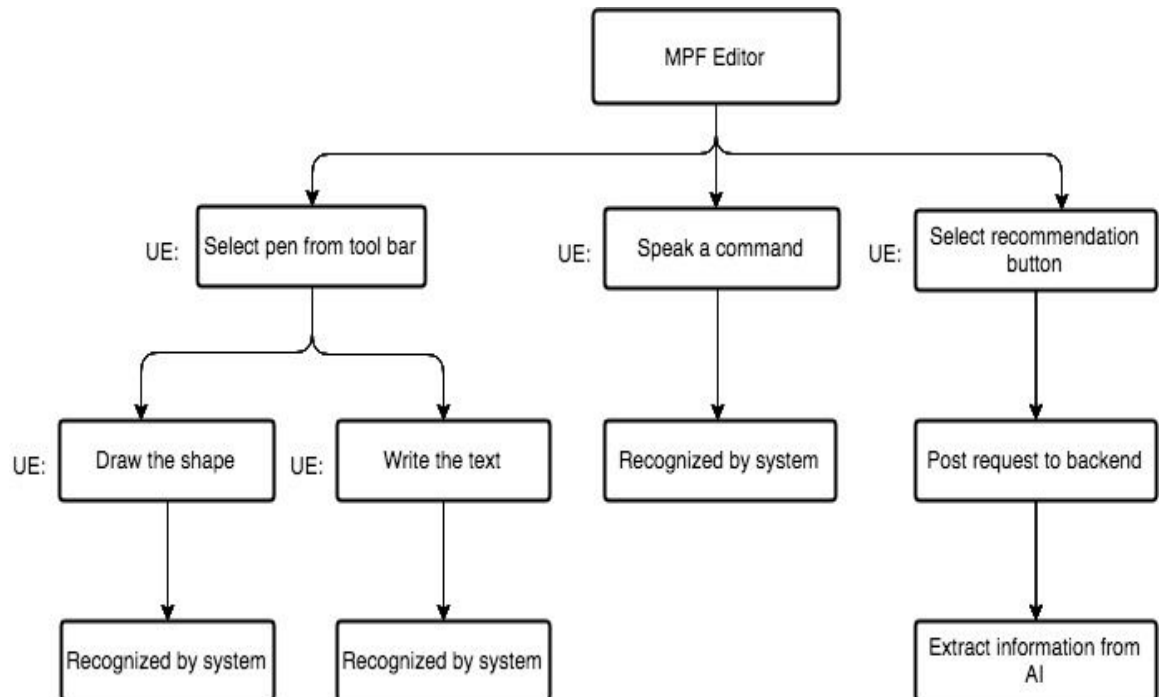 MPF Editor
UE:
Select pen from tool bar
UE:
Speak a command
UE:
Select recommendation
button
UE:
Draw the shape
UE:
Write the text
Recognized by system
Post request to backend
Recognized by system
Recognized by system
Extract information from
AI